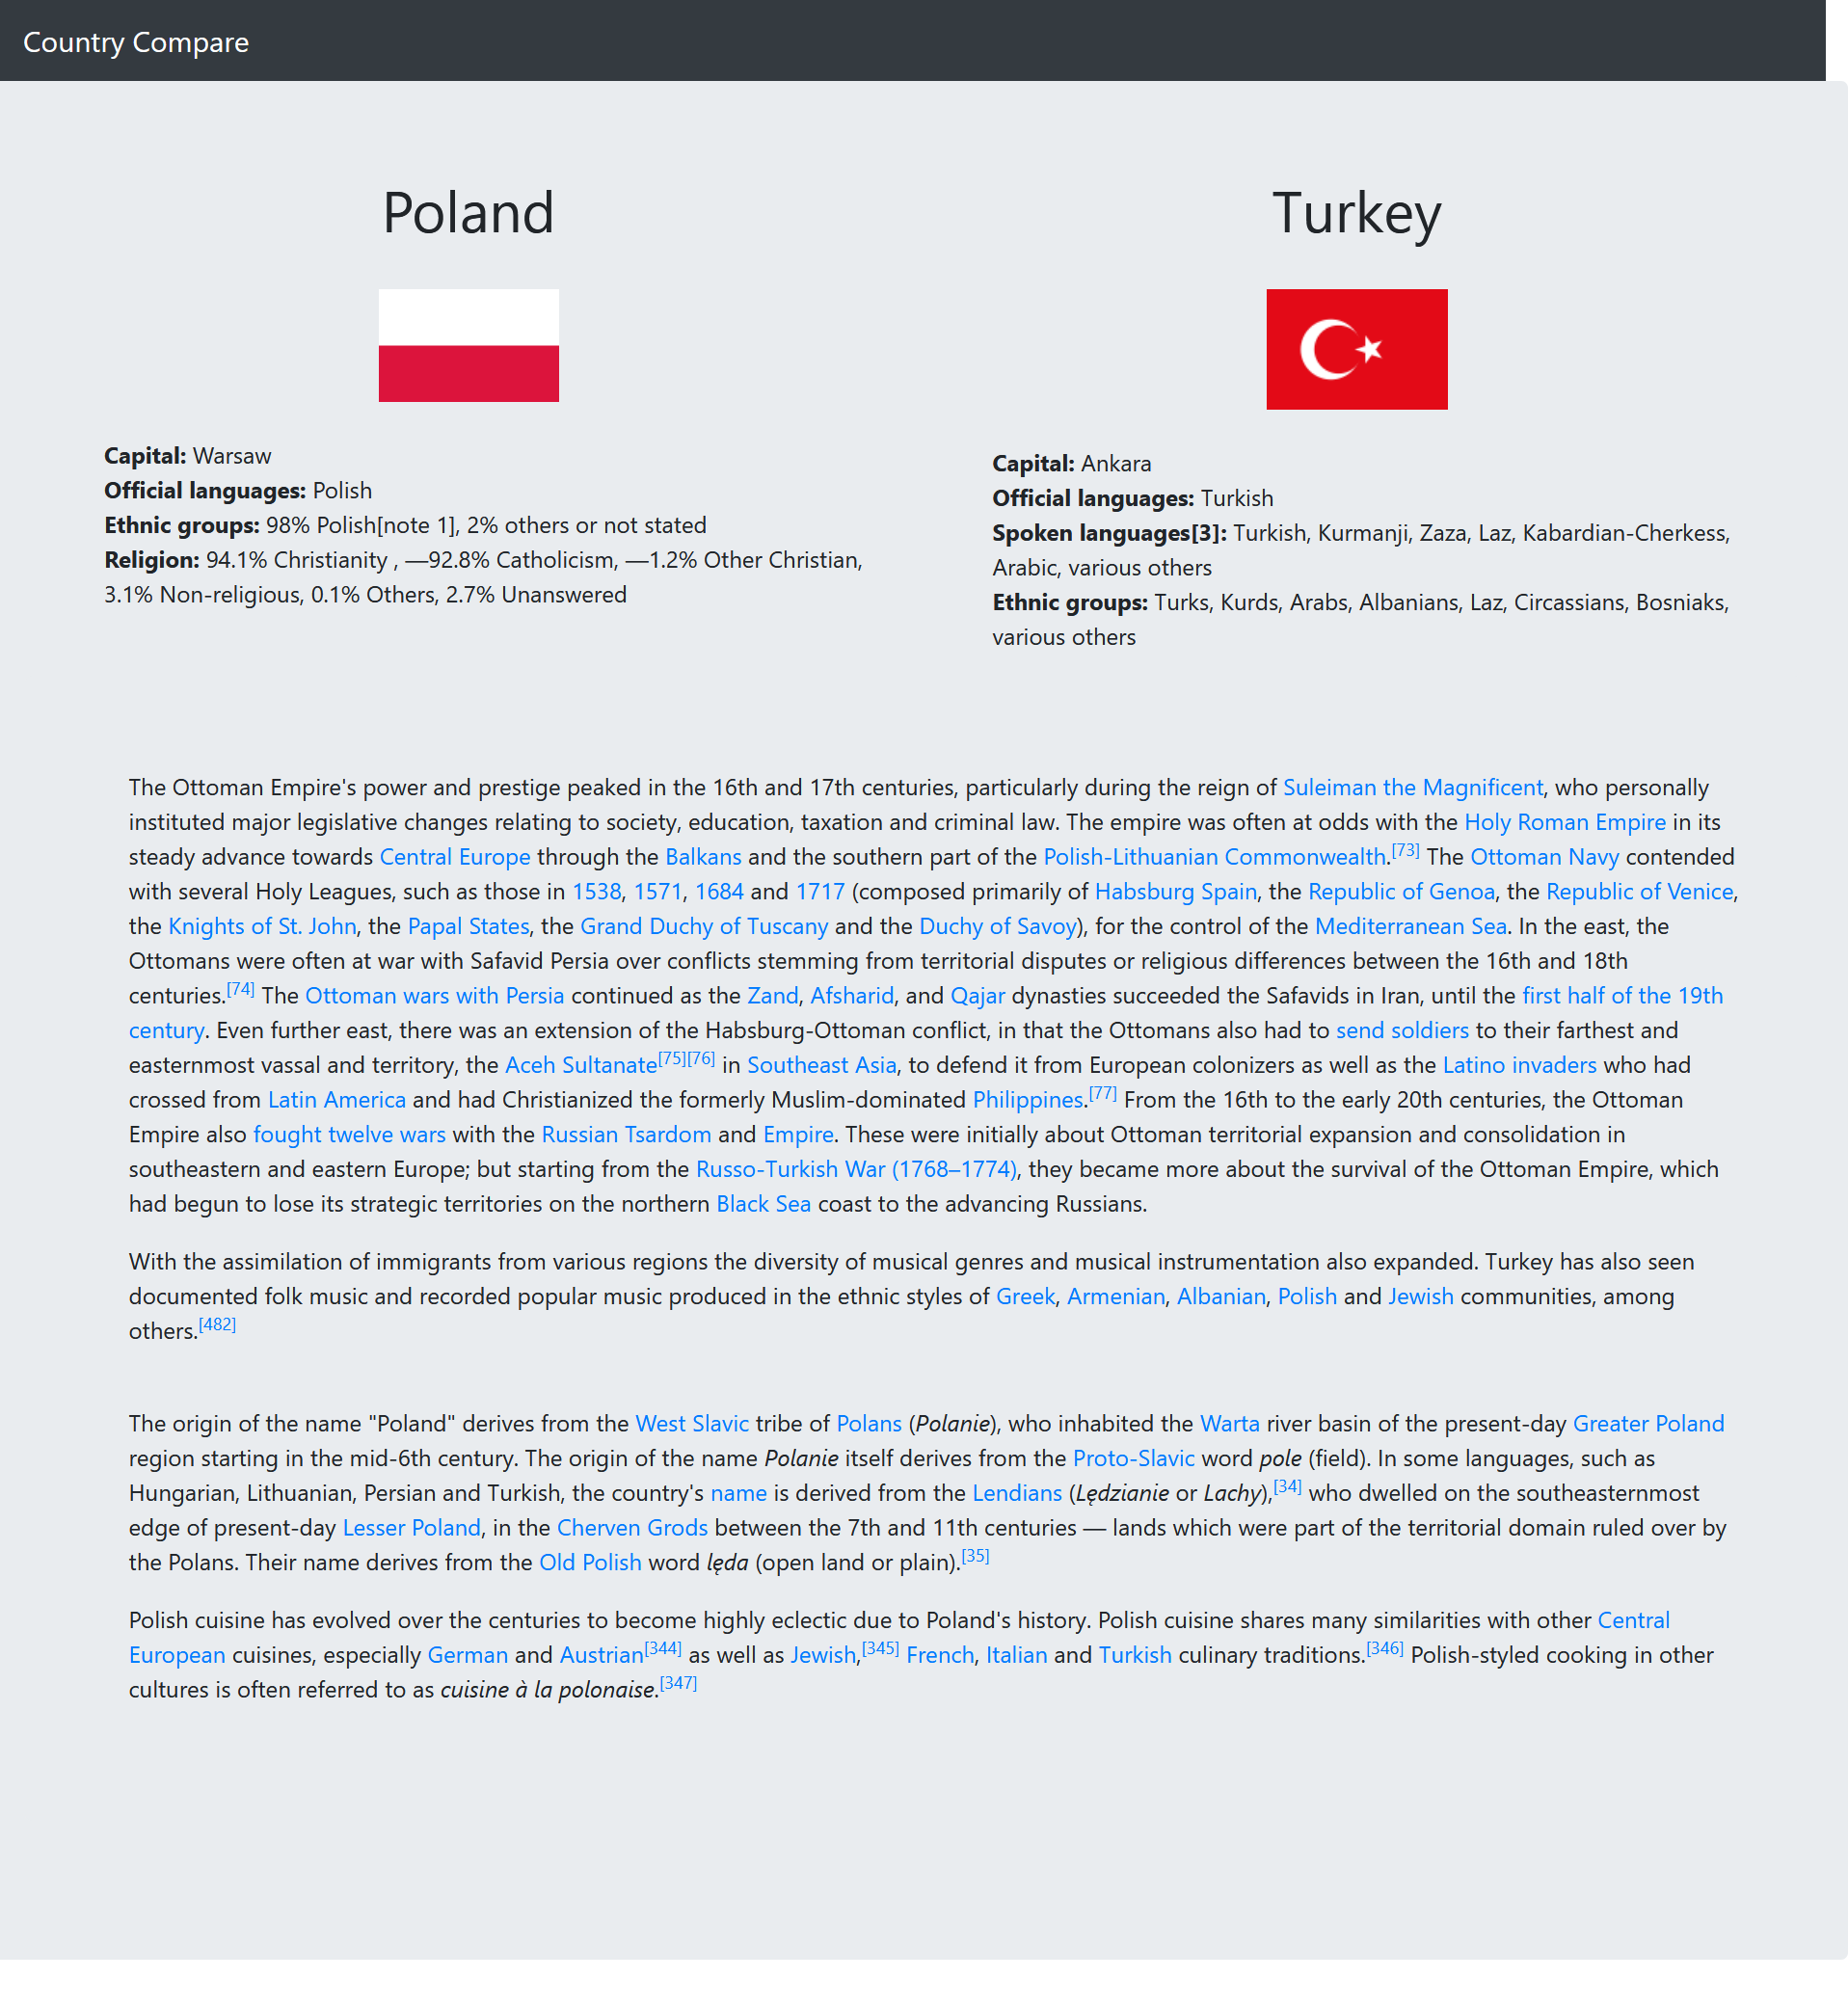 Country Compare
Poland
Capital: Warsaw
Official languages: Polish
Ethnic groups: 98% Polish[note 1], 2% others or not stated
Religion: 94.1% Christianity , —92.8% Catholicism, —1.2% Other Christian,
3.1% Non-religious, 0.1% Others, 2.7% Unanswered
Turkey
Capital: Ankara
Official languages: Turkish
Spoken languages[3]: Turkish, Kurmanji, Zaza, Laz, Kabardian-Cherkess,
Arabic, various others
Ethnic groups: Turks, Kurds, Arabs, Albanians, Laz, Circassians, Bosniaks,
various others
The Ottoman Empire's power and prestige peaked in the 16th and 17th centuries, particularly during the reign of Suleiman the Magnificent, who personally
instituted major legislative changes relating to society, education, taxation and criminal law. The empire was often at odds with the Holy Roman Empire in its
steady advance towards Central Europe through the Balkans and the southern part of the Polish-Lithuanian Commonwealth.[73] The Ottoman Navy contended
with several Holy Leagues, such as those in 1538, 1571, 1684 and 1717 (composed primarily of Habsburg Spain, the Republic of Genoa, the Republic of Venice,
the Knights of St. John, the Papal States, the Grand Duchy of Tuscany and the Duchy of Savoy), for the control of the Mediterranean Sea. In the east, the
Ottomans were often at war with Safavid Persia over conflicts stemming from territorial disputes or religious differences between the 16th and 18th
centuries.[74] The Ottoman wars with Persia continued as the Zand, Afsharid, and Qajar dynasties succeeded the Safavids in Iran, until the first half of the 19th
century. Even further east, there was an extension of the Habsburg-Ottoman conflict, in that the Ottomans also had to send soldiers to their farthest and
easternmost vassal and territory, the Aceh Sultanate[75][76] in Southeast Asia, to defend it from European colonizers as well as the Latino invaders who had
crossed from Latin America and had Christianized the formerly Muslim-dominated Philippines.[77] From the 16th to the early 20th centuries, the Ottoman
Empire also fought twelve wars with the Russian Tsardom and Empire. These were initially about Ottoman territorial expansion and consolidation in
southeastern and eastern Europe; but starting from the Russo-Turkish War (1768–1774), they became more about the survival of the Ottoman Empire, which
had begun to lose its strategic territories on the northern Black Sea coast to the advancing Russians.
With the assimilation of immigrants from various regions the diversity of musical genres and musical instrumentation also expanded. Turkey has also seen
documented folk music and recorded popular music produced in the ethnic styles of Greek, Armenian, Albanian, Polish and Jewish communities, among
others.[482]
The origin of the name "Poland" derives from the West Slavic tribe of Polans (Polanie), who inhabited the Warta river basin of the present-day Greater Poland
region starting in the mid-6th century. The origin of the name Polanie itself derives from the Proto-Slavic word pole (field). In some languages, such as
Hungarian, Lithuanian, Persian and Turkish, the country's name is derived from the Lendians (Lędzianie or Lachy),[34] who dwelled on the southeasternmost
edge of present-day Lesser Poland, in the Cherven Grods between the 7th and 11th centuries — lands which were part of the territorial domain ruled over by
the Polans. Their name derives from the Old Polish word lęda (open land or plain).[35]
Polish cuisine has evolved over the centuries to become highly eclectic due to Poland's history. Polish cuisine shares many similarities with other Central
European cuisines, especially German and Austrian[344] as well as Jewish,[345] French, Italian and Turkish culinary traditions.[346] Polish-styled cooking in other
cultures is often referred to as cuisine à la polonaise.[347]